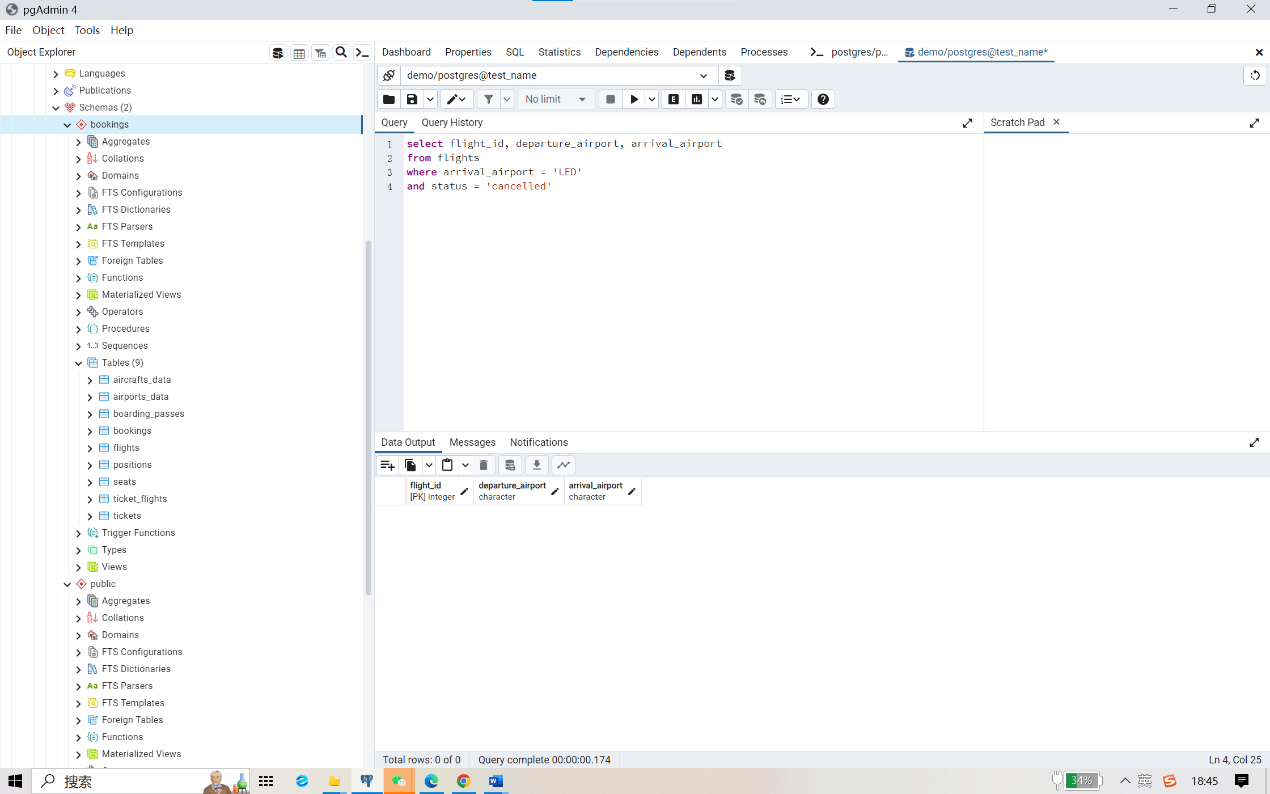 pgAdmin 4
File Object Tools Help
Object Explorer
Dashboard Properties SQL Statistics Dependencies Dependents Processes postgres/p... demo/postgres@test_name*
Languages
Publications
Schemas (2)
bookings
Aggregates
Collations
Domains
FTS Configurations
FTS Dictionaries
FTS Parsers
FTS Templates
Foreign Tables
Functions
Materialized Views
Operators
Procedures
1..3 Sequences
Tables (9)
aircrafts_data
airports_data
boarding_passes
bookings
flights
positions
seats
ticket_flights
tickets
Trigger Functions
Types
Views
public
Aggregates
Collations
Domains
FTS Configurations
FTS Dictionaries
Aa FTS Parsers
FTS Templates
Foreign Tables
Functions
Materialized Views
demo/postgres@test_name
No limit
E
Query Query History
Scratch Pad
1 select flight_id, departure_airport, arrival_airport
2 from flights
3 where arrival_airport = 'LED'
4 and status = 'cancelled'
Data Output Messages Notifications
flight_id
[PK] integer
departure_airport
character
arrival_airport
character
Total rows: 0 of 0 Query complete 00:00:00.174
Ln 4, Col 25
搜索
34%
英
18:45